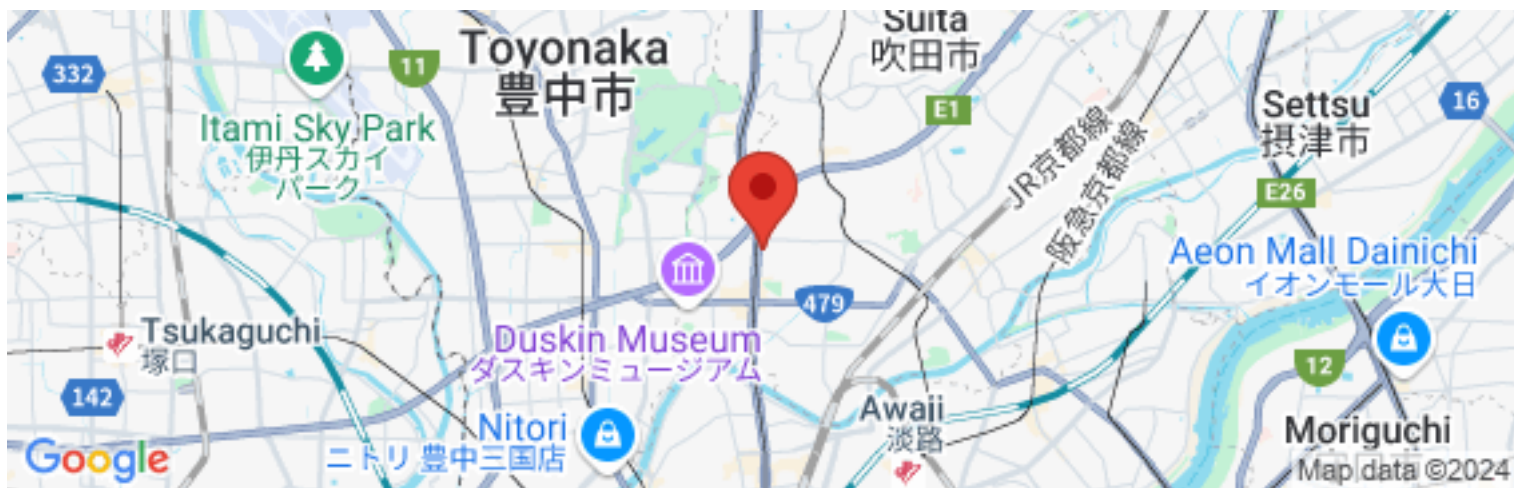 Suita
吹田市
Toyonaka
豊中市
332
11
E1
Settsu
摂津市
16
Itami Sky Park
伊丹スカイ
パーク
JR京都線
阪急京都線
E26
Aeon Mall Dainichi
イオンモール大日
479
Tsukaguchi
塚口
Duskin Museum
ダスキンミュージアム
12
142
Awaji
淡路
Nitori
ニトリ 豊中三国店
Moriguchi
Google
Map data ©2024